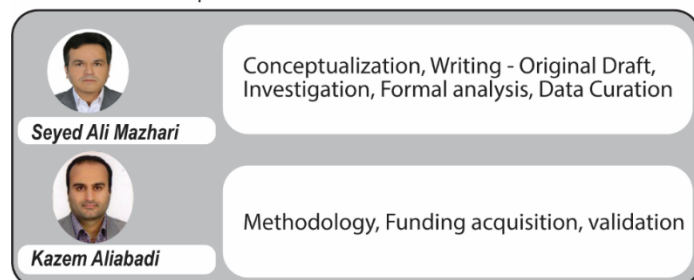 Seyed Ali Mazhari
Conceptualization, Writing - Original Draft,
Investigation, Formal analysis, Data Curation
Kazem Aliabadi
Methodology, Funding acquisition, validation